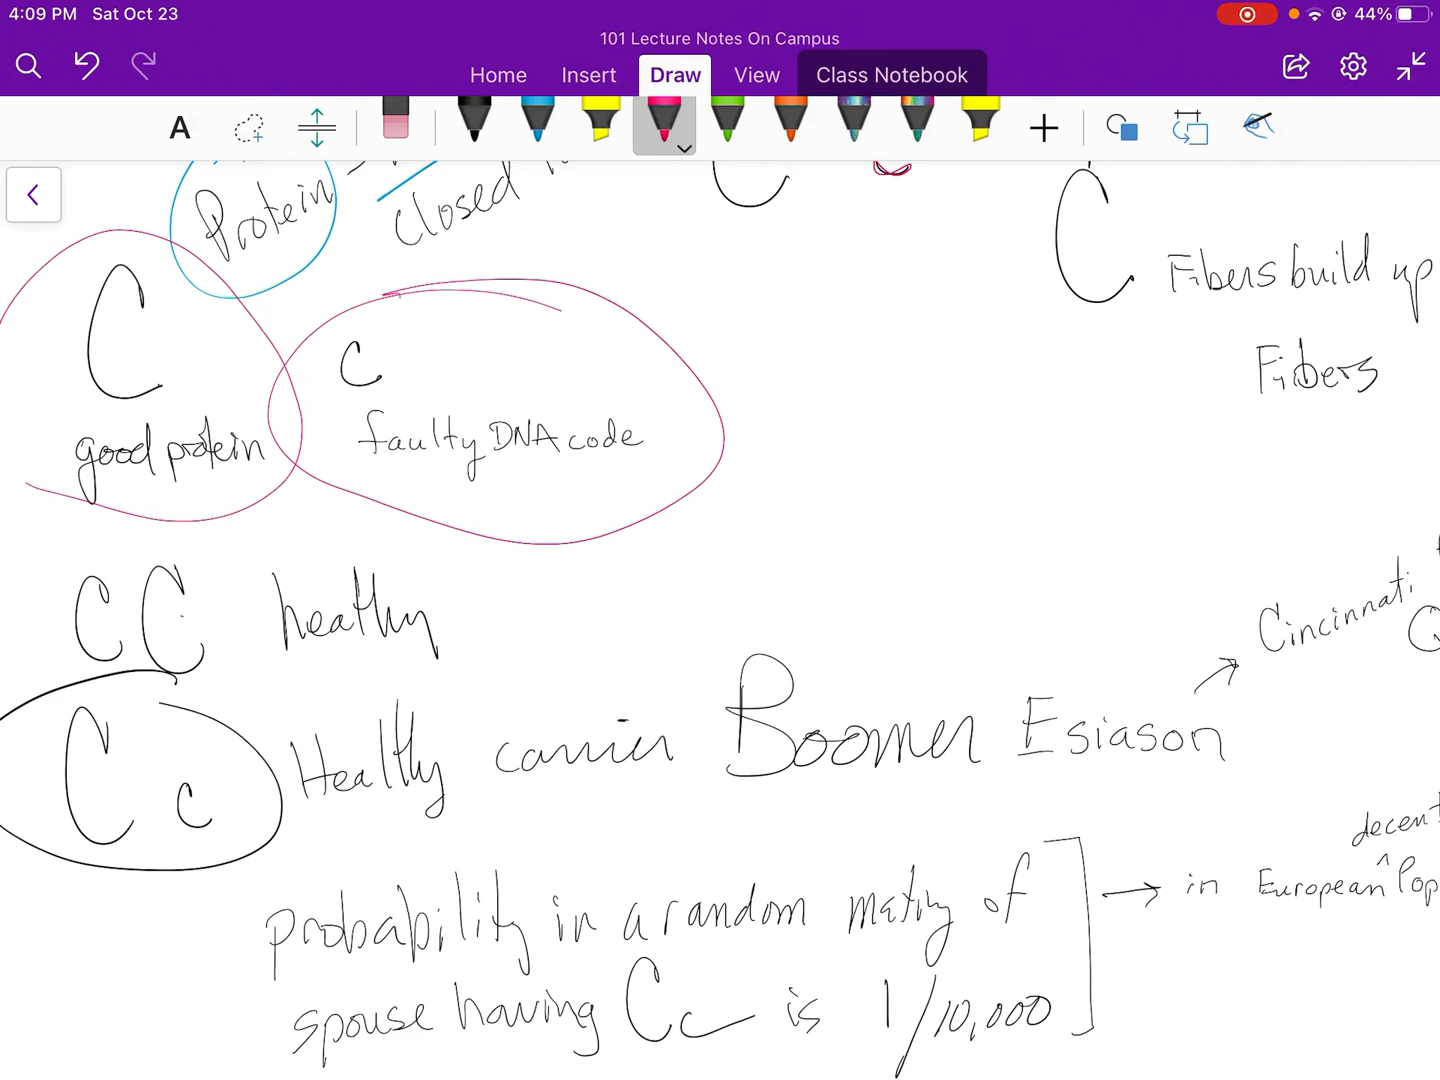 4:09 PM Sat Oct 23
44%
101 Lecture Notes On Campus
Home Insert Draw View Class Notebook
A
Protein
Closed
C
C
Fibers build up
Fibers
C
good protein
c
faulty DNA code
CC healthy
Cc Healthy carrier Boomer Esiason
Cincinnati
decent
probability in a random mating of
in European Pop
spouse having Cc is 1/10,000